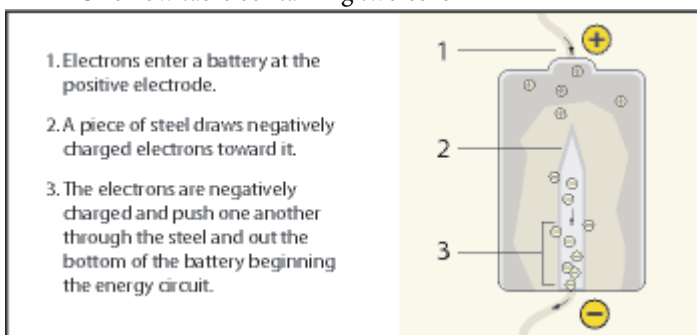 1. Electrons enter a battery at the
positive electrode.
2. A piece of steel draws negatively
charged electrons toward it.
3. The electrons are negatively
charged and push one another
through the steel and out the
bottom of the battery beginning
the energy circuit.
1
+
2
3
−